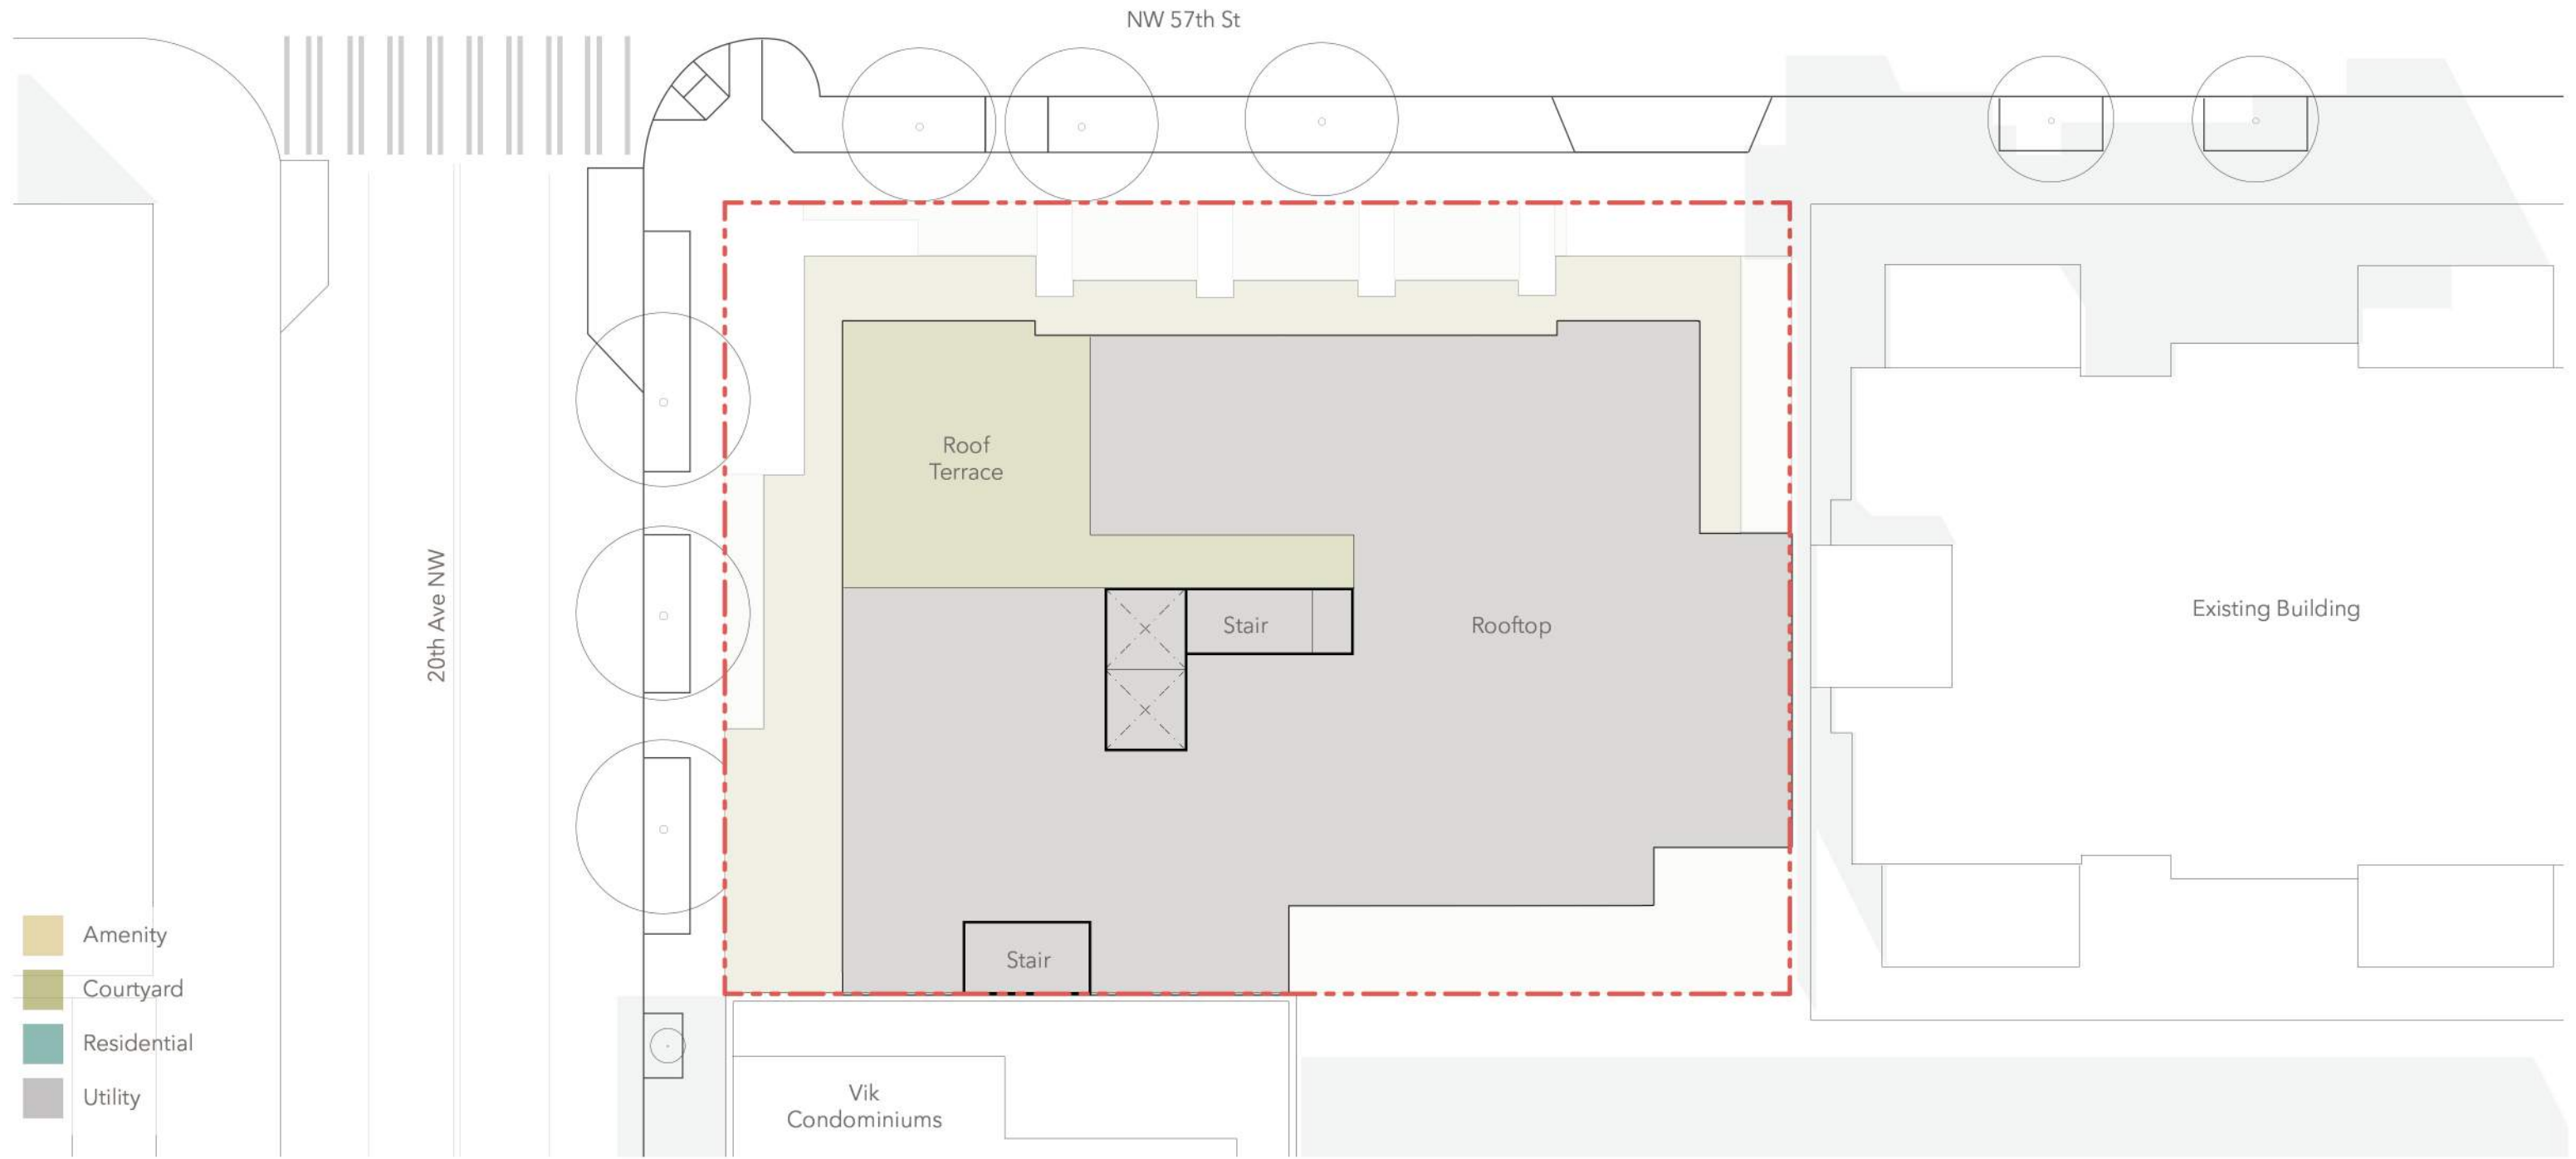 NW 57th St
Roof
Terrace
20th Ave NW
Stair
Rooftop
Existing Building
Amenity
Courtyard
Residential
Utility
Stair
Vik
Condominiums